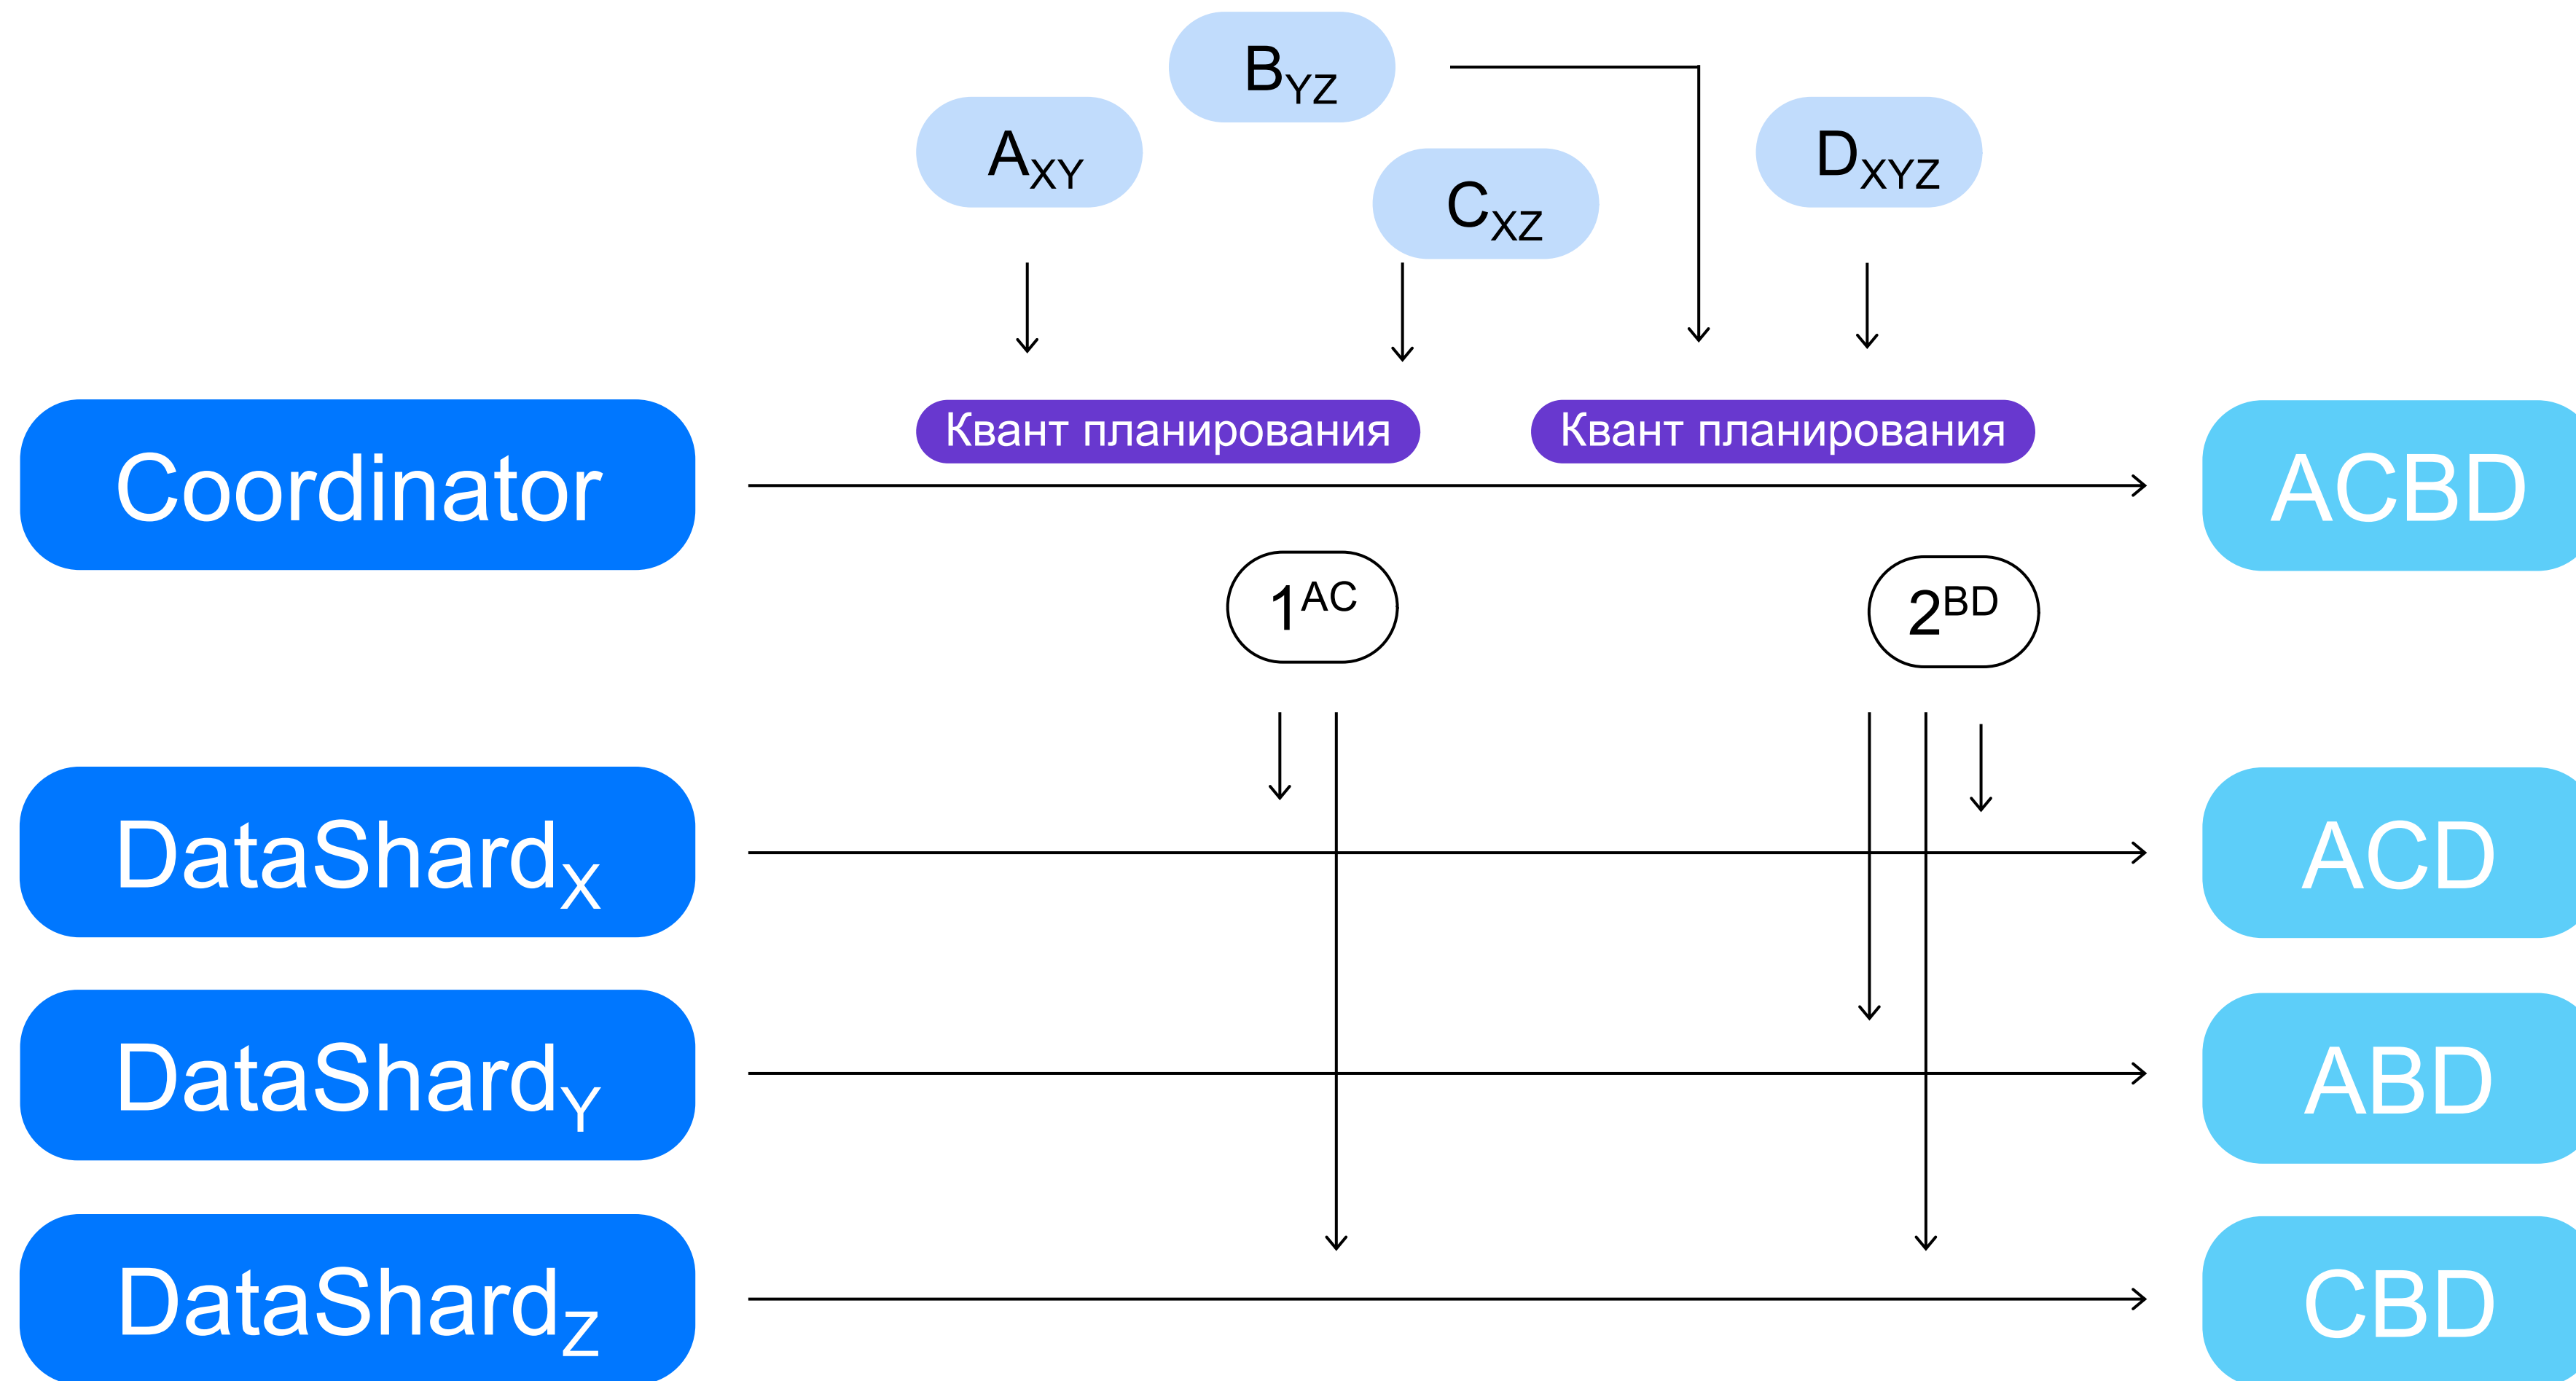 B_YZ
A_XY
D_XYZ
C_XZ
Квант планирования
Квант планирования
Coordinator
ACBD
1^AC
2^BD
DataShard_X
ACD
DataShard_Y
ABD
DataShard_Z
CBD